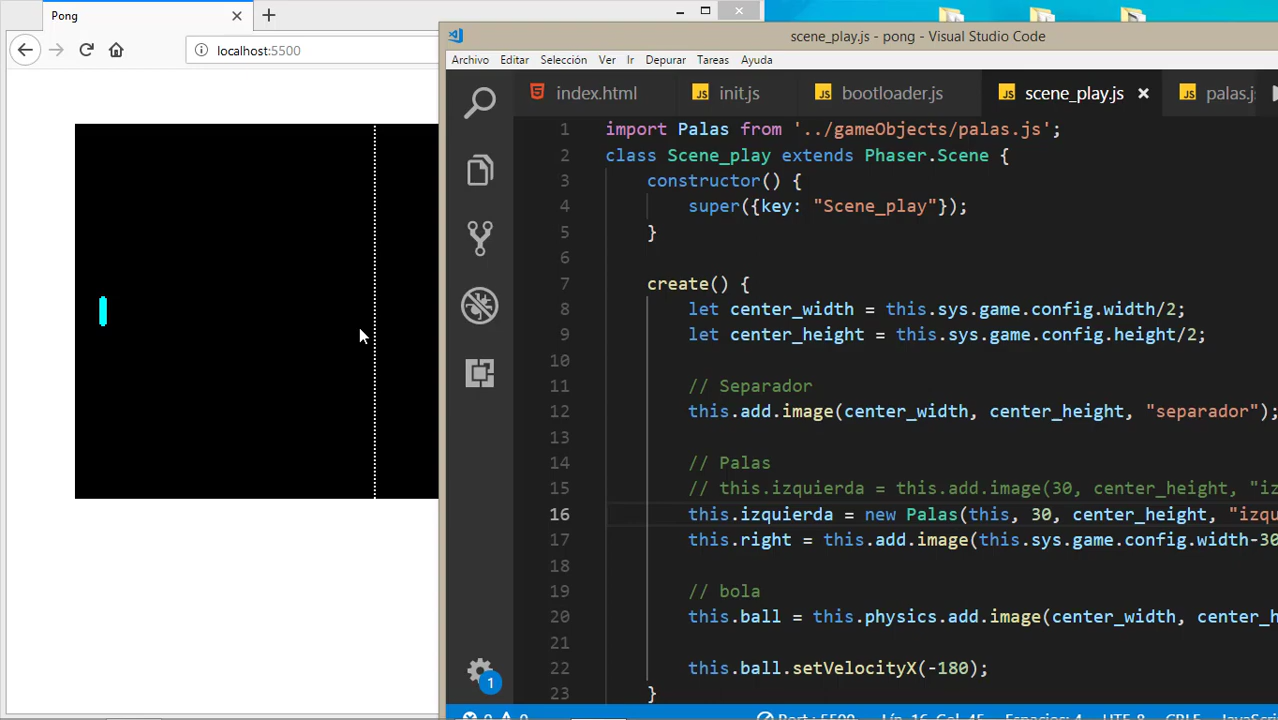 Pong
localhost:5500
scene_play.js - pong - Visual Studio Code
Archivo Editar Selección Ver Ir Depurar Tareas Ayuda
index.html JS init.js JS bootloader.js JS scene_play.js JS palas.js
1 import Palas from '../gameObjects/palas.js';
2 class Scene_play extends Phaser.Scene {
3 constructor() {
4 super({key: "Scene_play"});
5 }
6
7 create() {
8 let center_width = this.sys.game.config.width/2;
9 let center_height = this.sys.game.config.height/2;
10
11 // Separador
12 this.add.image(center_width, center_height, "separador");
13
14 // Palas
15 // this.izquierda = this.add.image(30, center_height, "iz
16 this.izquierda = new Palas(this, 30, center_height, "izqu
17 this.right = this.add.image(this.sys.game.config.width-30
18
19 // bola
20 this.ball = this.physics.add.image(center_width, center_h
21
22 this.ball.setVelocityX(-180);
23 }
1